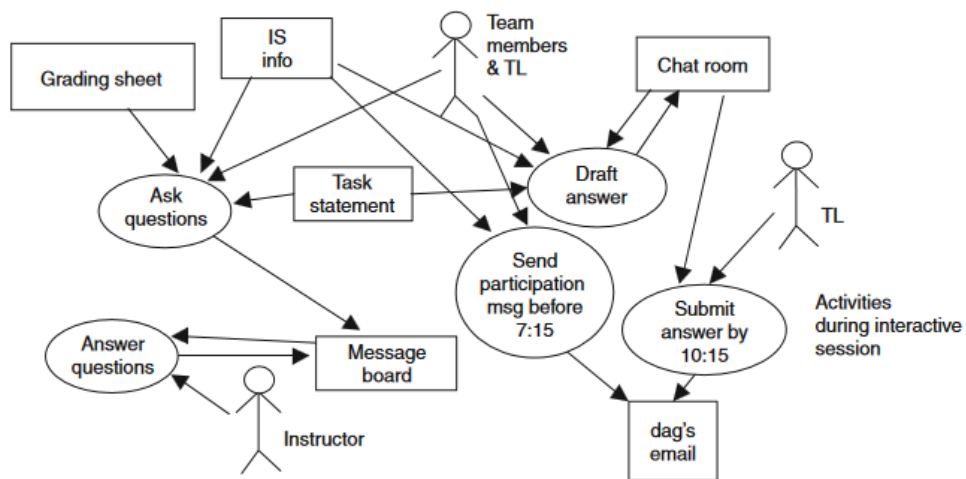 IS
info
Team
members
& TL
Grading sheet
Chat room
Ask
questions
Task
statement
Draft
answer
TL
Send
participation
msg before
7:15
Submit
answer by
10:15
Activities
during interactive
session
Answer
questions
Message
board
Instructor
dag's
email